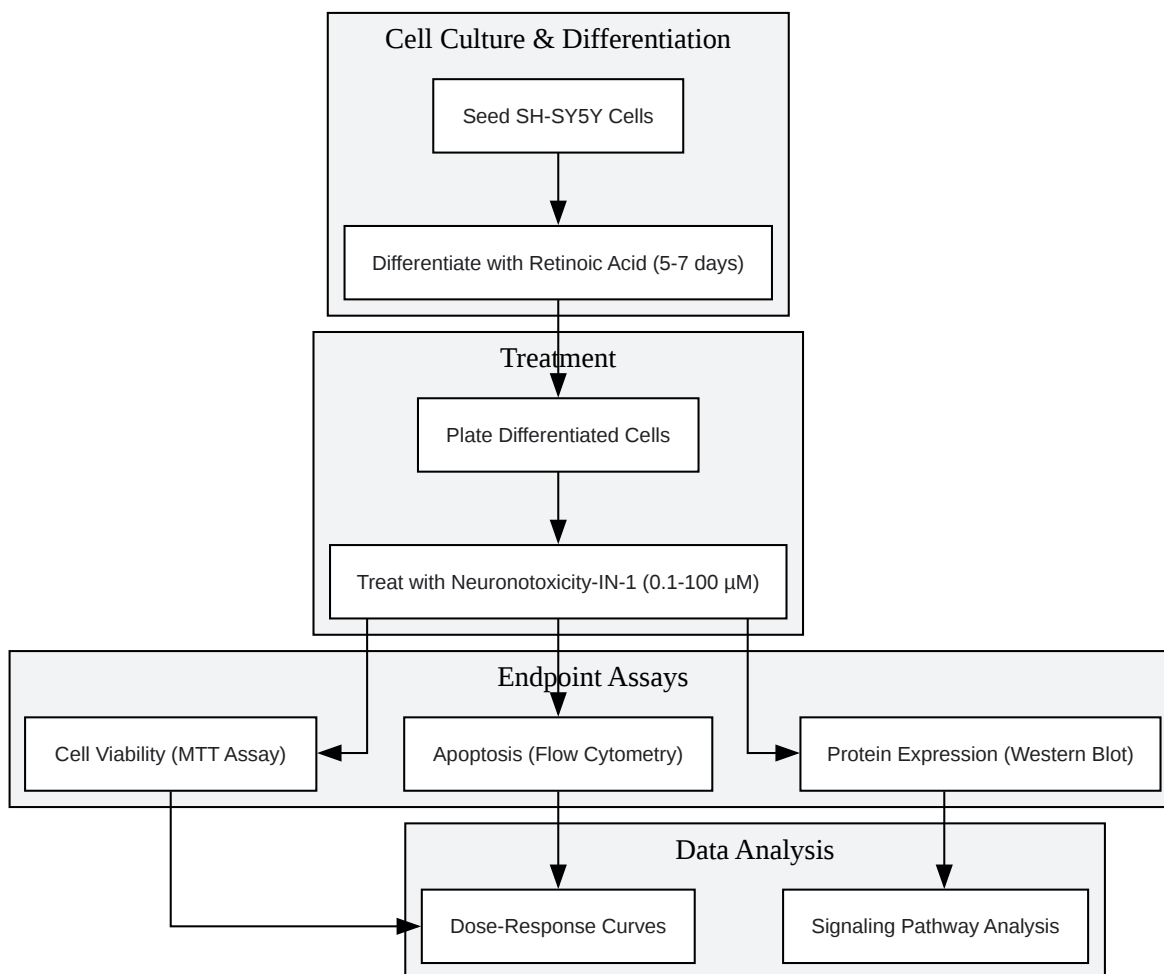 Cell Culture & Differentiation
Seed SH-SY5Y Cells
Differentiate with Retinoic Acid (5-7 days)
Treatment
Plate Differentiated Cells
Treat with Neuronotoxicity-IN-1 (0.1-100 µM)
Endpoint Assays
Cell Viability (MTT Assay)
Apoptosis (Flow Cytometry)
Protein Expression (Western Blot)
Data Analysis
Dose-Response Curves
Signaling Pathway Analysis